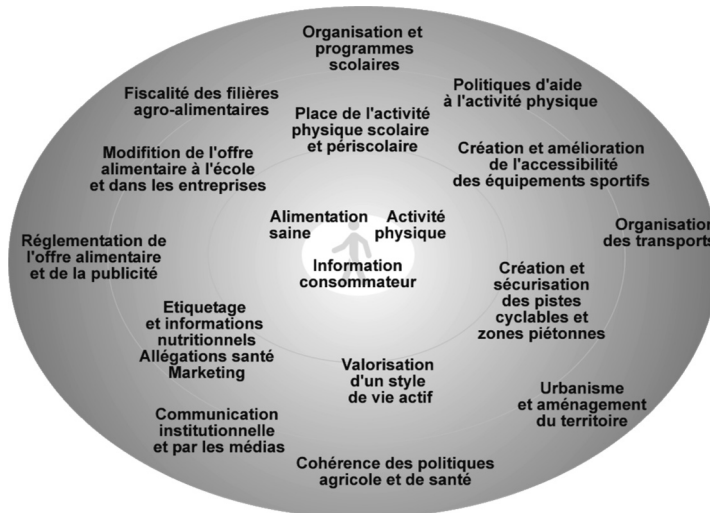 Organisation et
programmes
scolaires
Politiques d'aide
à l'activité physique
Fiscalité des filières
agro-alimentaires
Place de l'activité
physique scolaire
et périscolaire
Modifition de l'offre
alimentaire à l'école
et dans les entreprises
Création et amélioration
de l'accessibilité
des équipements sportifs
Alimentation
saine
Activité
physique
Organisation
des transports
Réglementation de
l'offre alimentaire
et de la publicité
Information
consommateur
Création et
sécurisation
des pistes
cyclables et
zones piétonnes
Etiquetage
et informations
nutritionnels
Allégations santé
Marketing
Valorisation
d'un style
de vie actif
Urbanisme
et aménagement
du territoire
Communication
institutionnelle
et par les médias
Cohérence des politiques
agricole et de santé